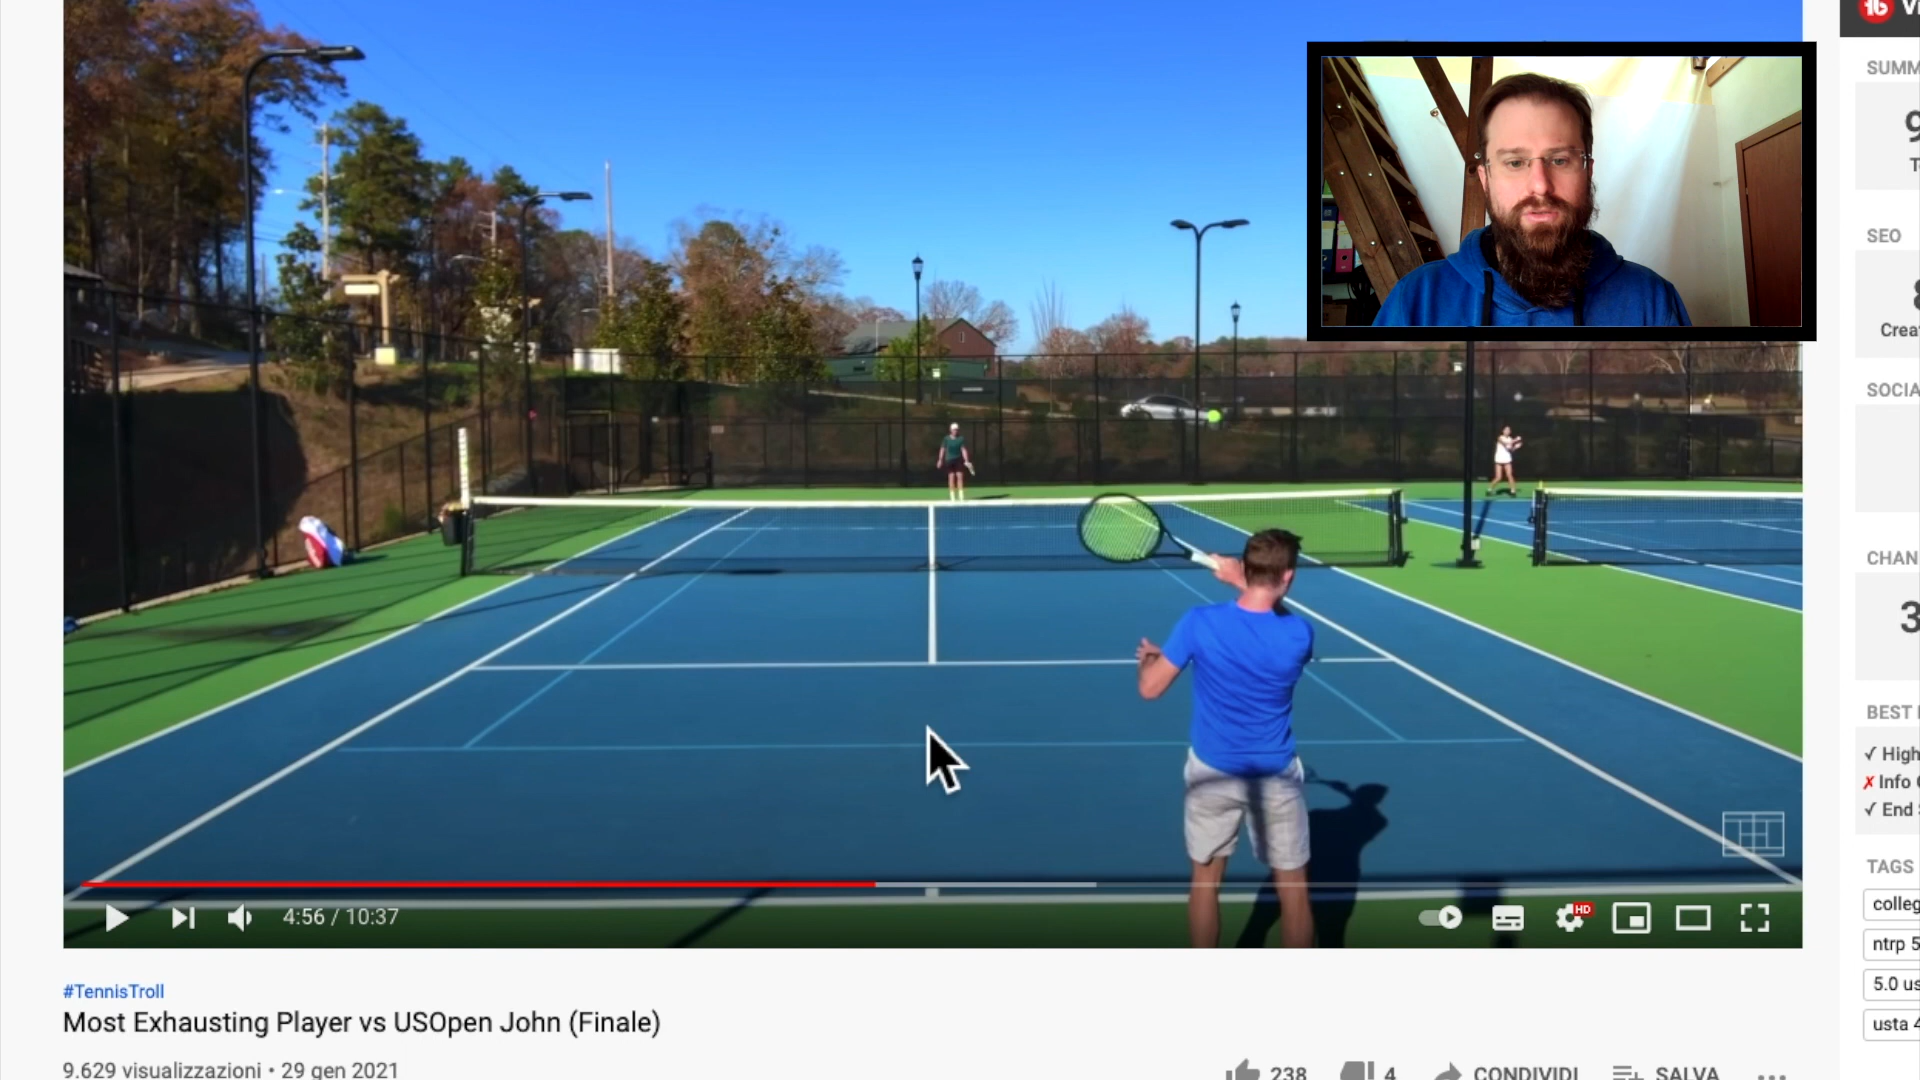 SUMM
SEO
Crea
SOCIA
CHAN
3
BEST
✓ High
✗ Info
✓ End
TAGS
colleg
ntrp 5
5.0 us
usta 4
4:56 / 10:37
HD
#TennisTroll
Most Exhausting Player vs USOpen John (Finale)
9.629 visualizzazioni • 29 gen 2021
238
4
CONDIVIDI
SALVA